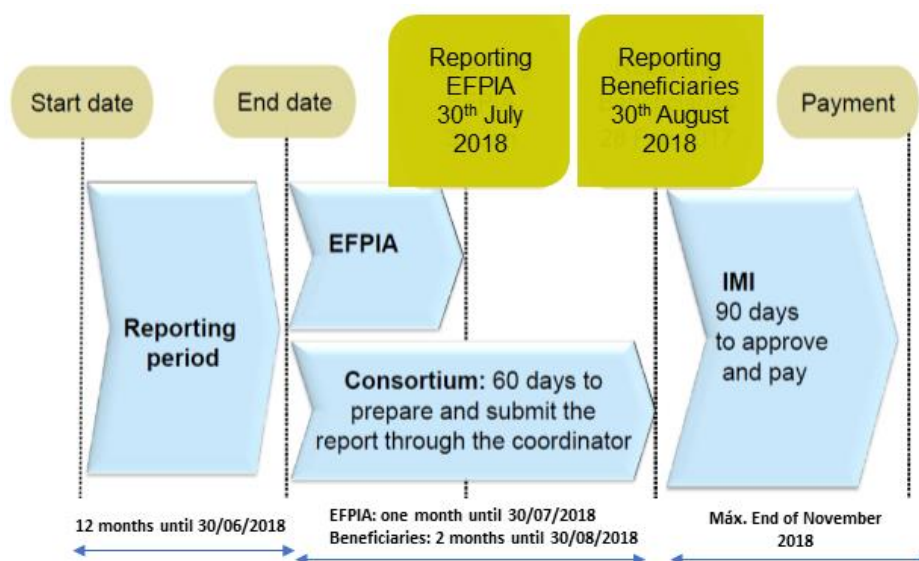 Start date
End date
Reporting
EFPIA
30th July
2018
Reporting
Beneficiaries
30th August
2018
Payment
Reporting
period
EFPIA
Consortium: 60 days to
prepare and submit the
report through the coordinator
IMI
90 days
to approve
and pay
12 months until 30/06/2018
EFPIA: one month until 30/07/2018
Beneficiaries: 2 months until 30/08/2018
Máx. End of November
2018